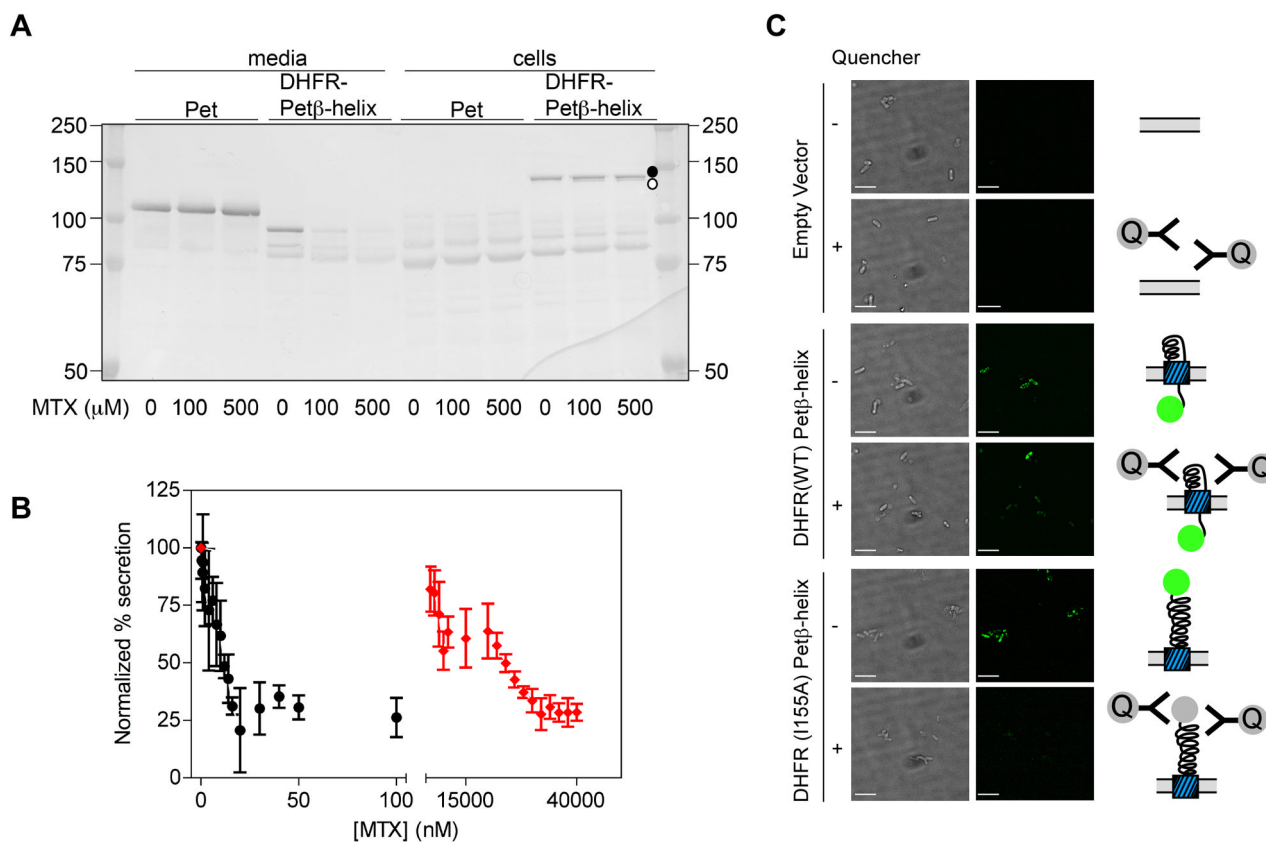 A
media
cells
Pet
DHFR-
Petβ-helix
Pet
DHFR-
Petβ-helix
250
150
100
75
50
250
150
100
75
50
MTX (μM) 0 100 500 0 100 500 0 100 500 0 100 500
B
Normalized % secretion
125
100
75
50
25
0
0 50 100 15000 40000
[MTX] (nM)
C
Quencher
Empty Vector
-
+
Q Q
DHFR(WT) Petβ-helix
-
+
Q Q
DHFR (I155A) Petβ-helix
-
+
Q Q